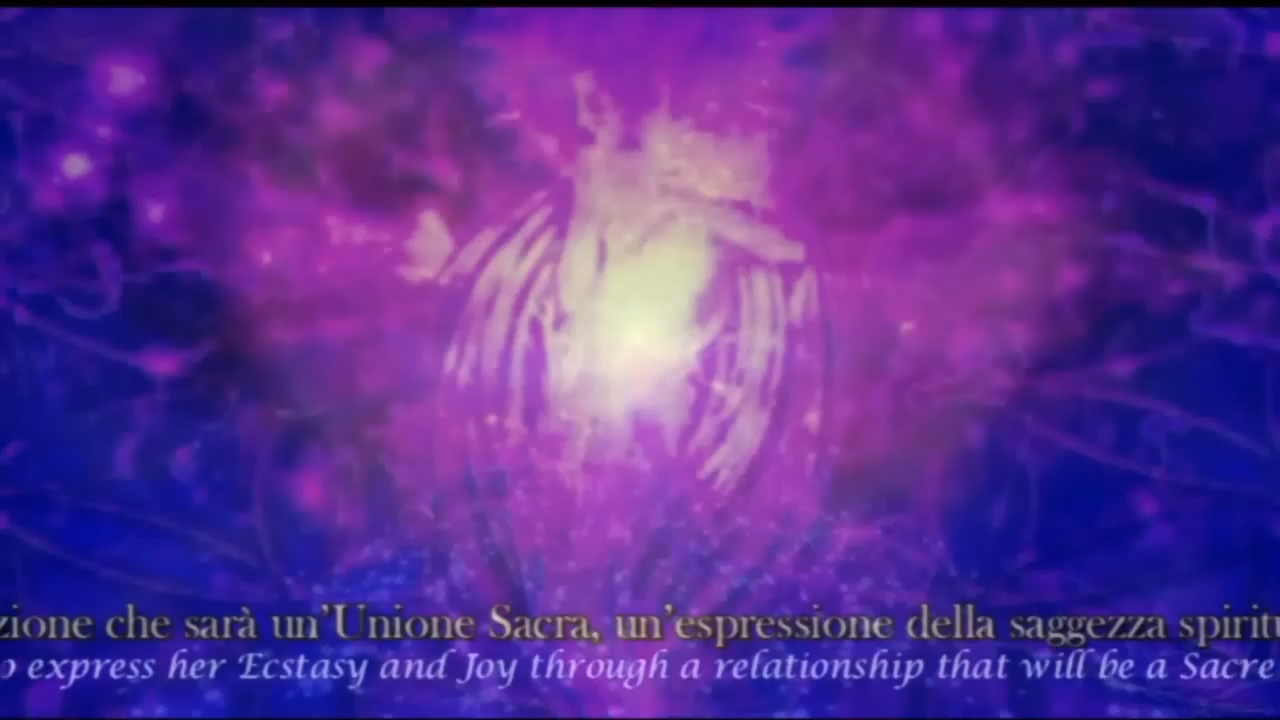 zione che sarà un'Unione Sacra, un'espressione della saggezza spiritu
o express her Ecstasy and Joy through a relationship that will be a Sacre